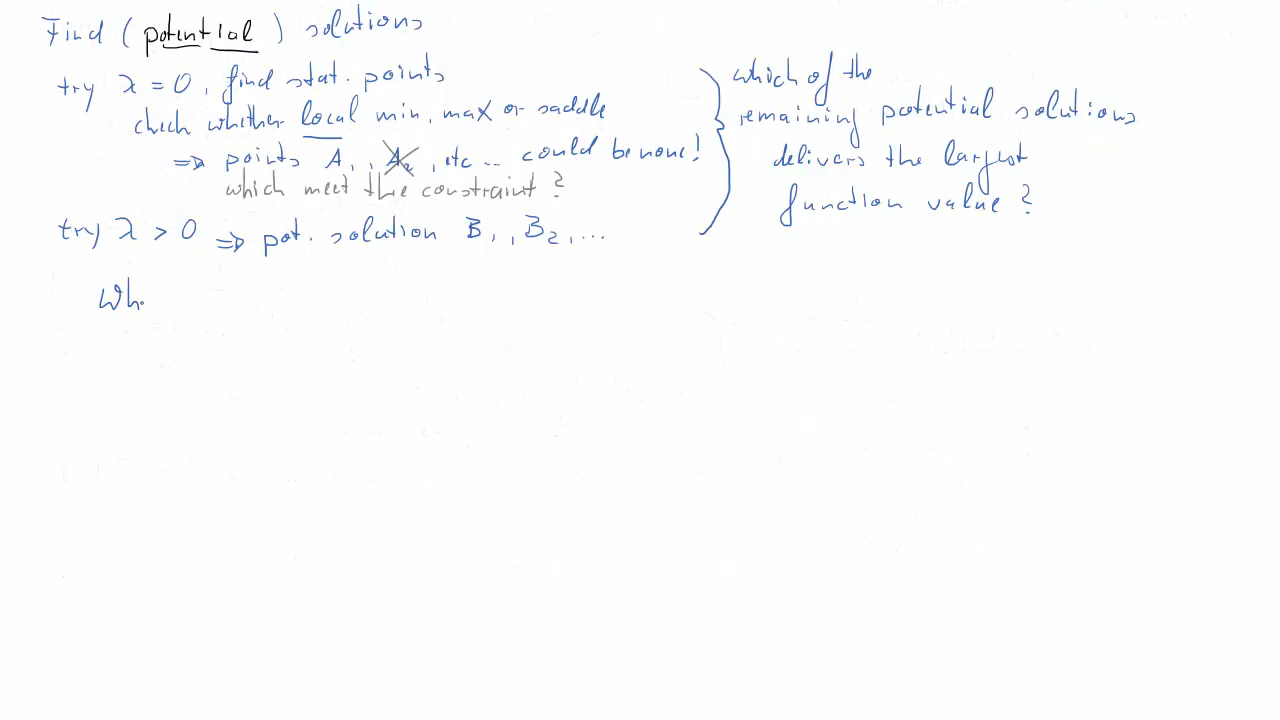 Find (potential) solutions
try λ = 0, find stat. points
check whether local min, max or saddle
⇒ points A₁, A₂, etc... could be none!
which meet the constraint?
try λ > 0 ⇒ pot. solution B₁, B₂, ...
which of the
remaining potential solutions
delivers the largest
function value?
Wh